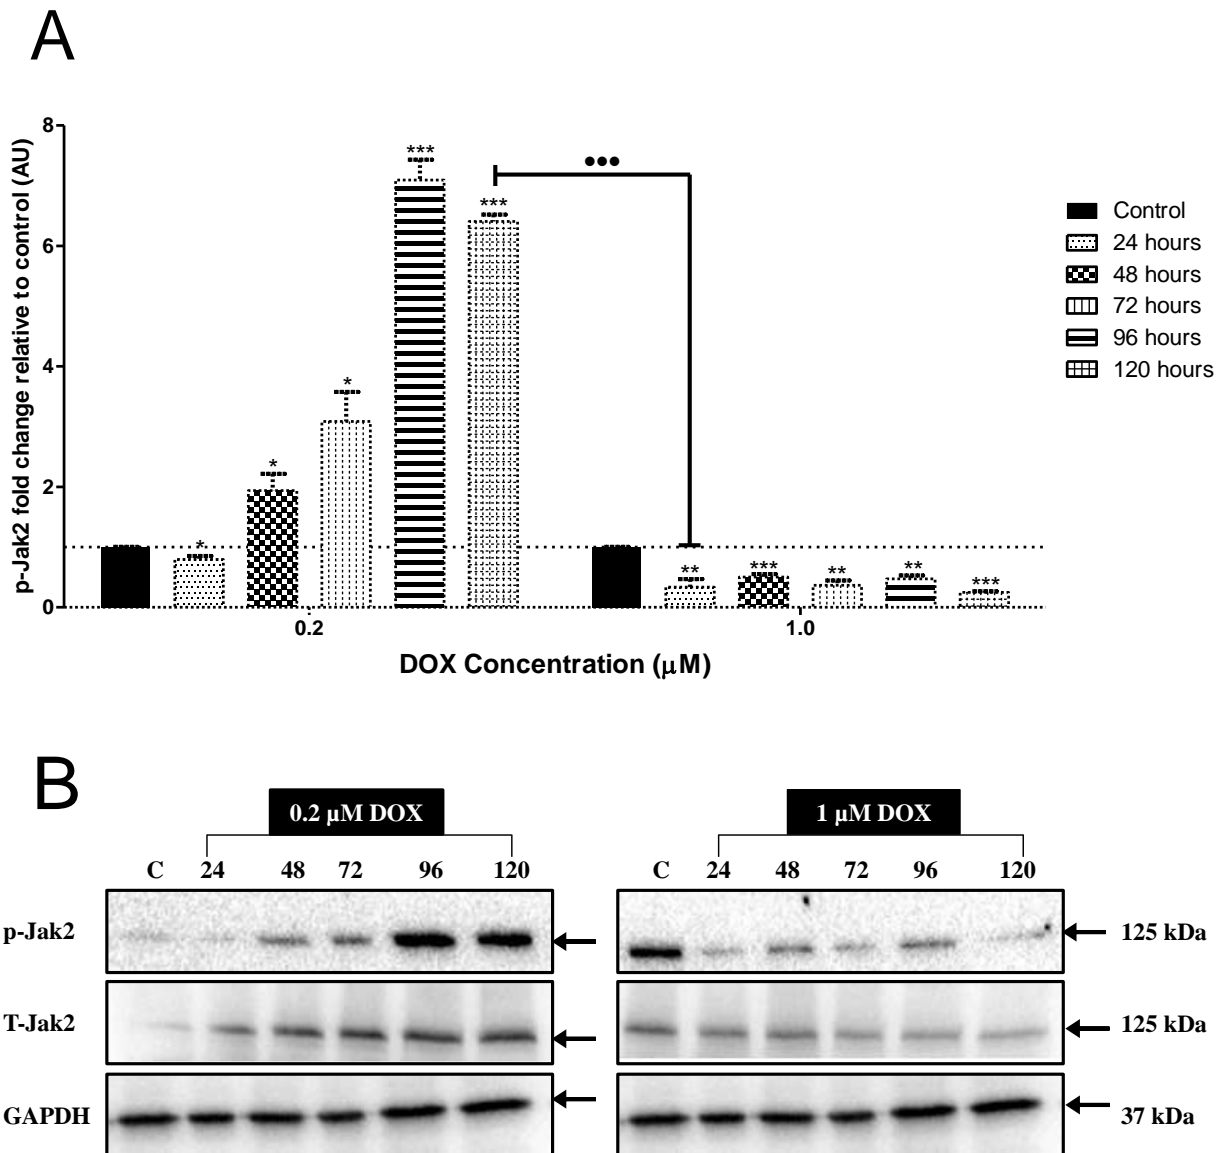 A
p-Jak2 fold change relative to control (AU)
8
6
4
2
0
*
*
*
***
***
●●●
**
***
**
**
***
0.2
1.0
DOX Concentration (μM)
Control
24 hours
48 hours
72 hours
96 hours
120 hours
B
0.2 μM DOX
1 μM DOX
C 24 48 72 96 120
C 24 48 72 96 120
p-Jak2
125 kDa
T-Jak2
125 kDa
GAPDH
37 kDa